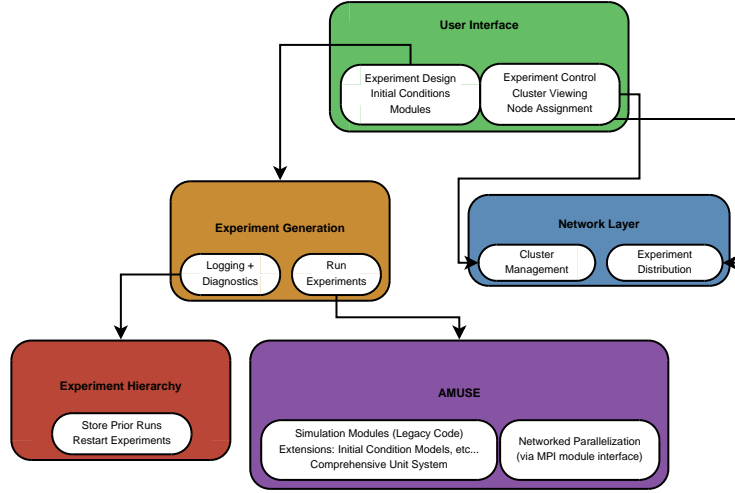 User Interface
Experiment Design
Initial Conditions
Modules
Experiment Control
Cluster Viewing
Node Assignment
Experiment Generation
Logging +
Diagnostics
Run
Experiments
Network Layer
Cluster
Management
Experiment
Distribution
Experiment Hierarchy
Store Prior Runs
Restart Experiments
AMUSE
Simulation Modules (Legacy Code)
Extensions: Initial Condition Models, etc...
Comprehensive Unit System
Networked Parallelization
(via MPI module interface)